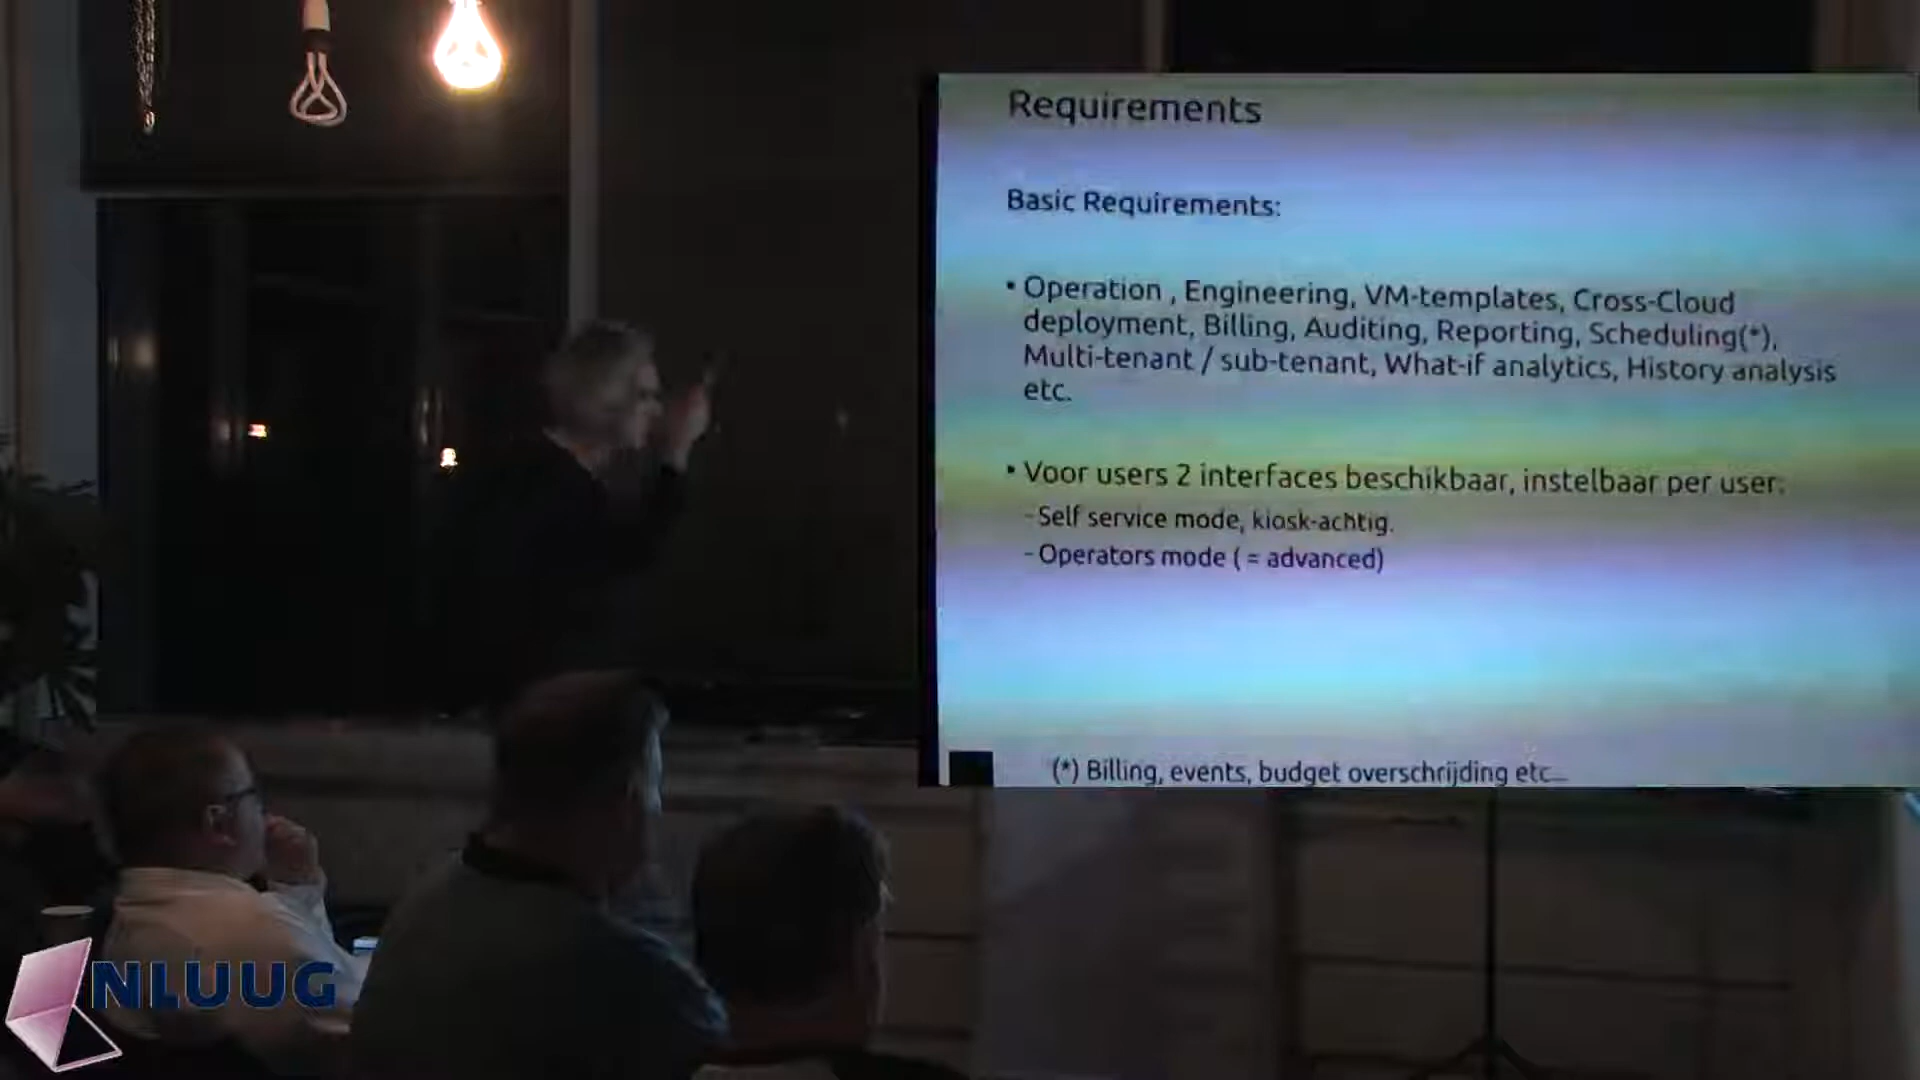 Requirements
Basic Requirements:
• Operation , Engineering, VM-templates, Cross-Cloud
deployment, Billing, Auditing, Reporting, Scheduling(*),
Multi-tenant / sub-tenant, What-if analytics, History analysis
etc.
• Voor users 2 interfaces beschikbaar, instelbaar per user:
- Self service mode, kiosk-achtig.
- Operators mode ( = advanced)
(*) Billing, events, budget overschrijding etc...
NLUUG